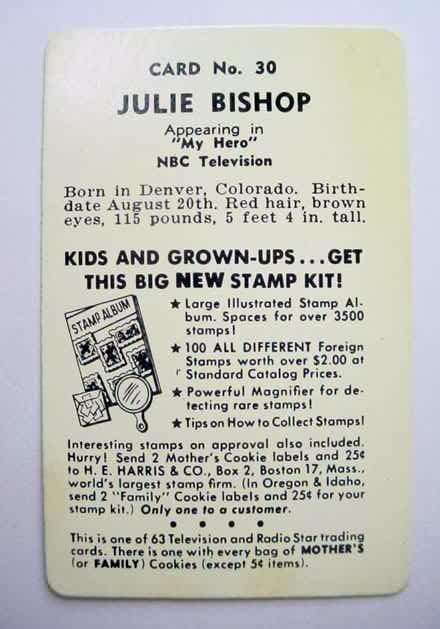 CARD No. 30
JULIE BISHOP
Appearing in
"My Hero"
NBC Television
Born in Denver, Colorado. Birth-
date August 20th. Red hair, brown
eyes, 115 pounds, 5 feet 4 in. tall.
KIDS AND GROWN-UPS...GET
THIS BIG NEW STAMP KIT!
STAMP ALBUM
★ Large Illustrated Stamp Al-
bum. Spaces for over 3500
stamps!
★ 100 ALL DIFFERENT Foreign
Stamps worth over $2.00 at
Standard Catalog Prices.
★ Powerful Magnifier for de-
tecting rare stamps!
★ Tips on How to Collect Stamps!
Interesting stamps on approval also included.
Hurry! Send 2 Mother's Cookie labels and 25¢
to H. E. HARRIS & CO., Box 2, Boston 17, Mass.,
world's largest stamp firm. (In Oregon & Idaho,
send 2 "Family" Cookie labels and 25¢ for your
stamp kit.) Only one to a customer.
• • • •
This is one of 63 Television and Radio Star trading
cards. There is one with every bag of MOTHER'S
(or FAMILY) Cookies (except 5¢ items).